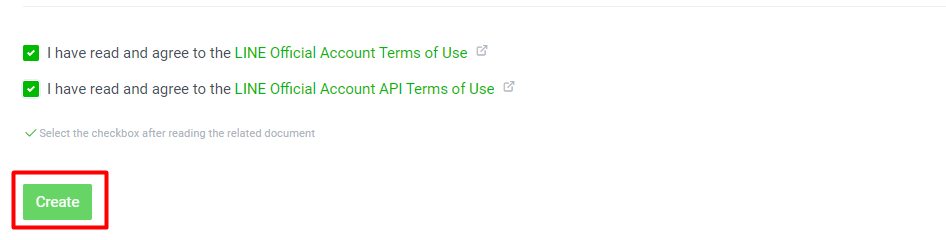 I have read and agree to the LINE Official Account Terms of Use
I have read and agree to the LINE Official Account API Terms of Use
Select the checkbox after reading the related document
Create